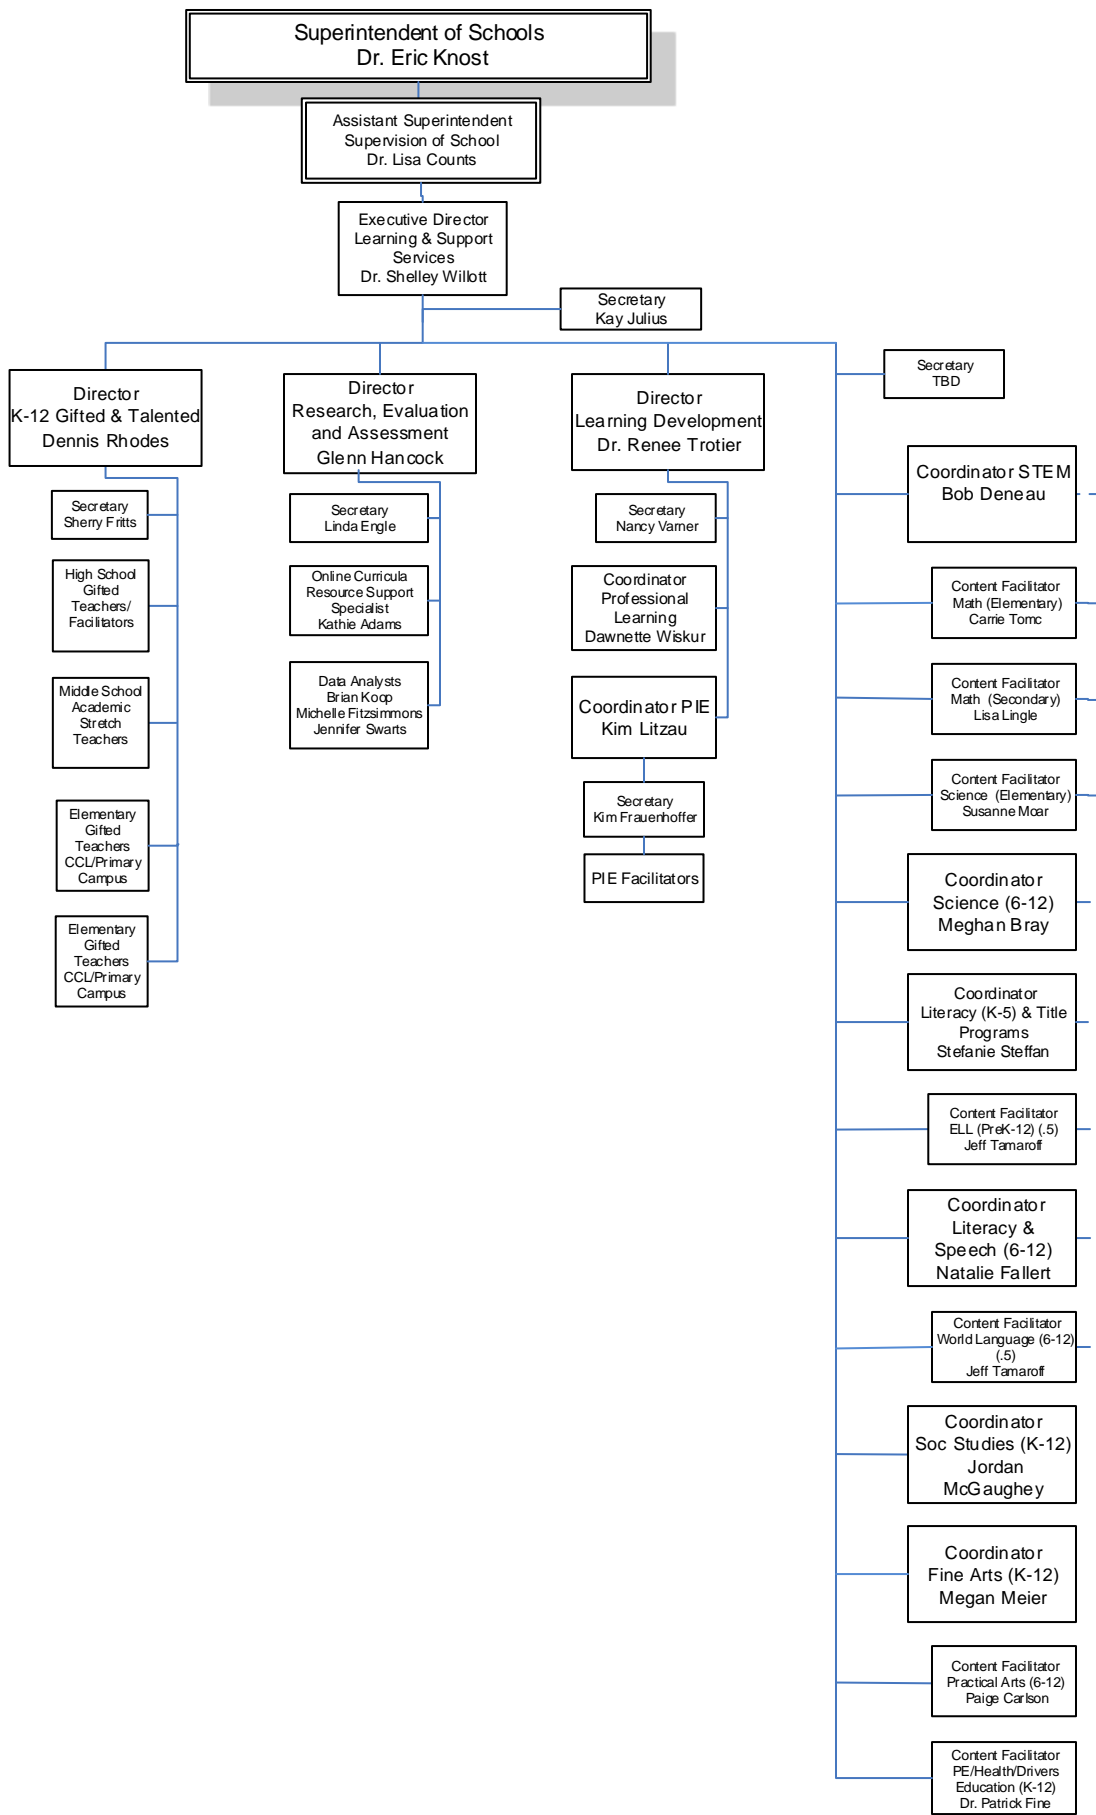 Superintendent of Schools
Dr. Eric Knost
Assistant Superintendent
Supervision of School
Dr. Lisa Counts
Executive Director
Learning & Support
Services
Dr. Shelley Willott
Secretary
Kay Julius
Director
K-12 Gifted & Talented
Dennis Rhodes
Secretary
Sherry Fritts
High School
Gifted
Teachers/
Facilitators
Middle School
Academic
Stretch
Teachers
Elementary
Gifted
Teachers
CCL/Primary
Campus
Elementary
Gifted
Teachers
CCL/Primary
Campus
Director
Research, Evaluation
and Assessment
Glenn Hancock
Secretary
Linda Engle
Online Curricula
Resource Support
Specialist
Kathie Adams
Data Analysts
Brian Koop
Michelle Fitzsimmons
Jennifer Swarts
Director
Learning Development
Dr. Renee Trotier
Secretary
Nancy Varner
Coordinator
Professional
Learning
Dawnette Wiskur
Coordinator PIE
Kim Litzau
Secretary
Kim Frauenhoffer
PIE Facilitators
Secretary
TBD
Coordinator STEM
Bob Deneau
Content Facilitator
Math (Elementary)
Carrie Tomc
Content Facilitator
Math (Secondary)
Lisa Lingle
Content Facilitator
Science (Elementary)
Susanne Moar
Coordinator
Science (6-12)
Meghan Bray
Coordinator
Literacy (K-5) & Title
Programs
Stefanie Steffan
Content Facilitator
ELL (PreK-12) (.5)
Jeff Tamaroff
Coordinator
Literacy &
Speech (6-12)
Natalie Fallert
Content Facilitator
World Language (6-12)
(.5)
Jeff Tamaroff
Coordinator
Soc Studies (K-12)
Jordan
McGaughey
Coordinator
Fine Arts (K-12)
Megan Meier
Content Facilitator
Practical Arts (6-12)
Paige Carlson
Content Facilitator
PE/Health/Drivers
Education (K-12)
Dr. Patrick Fine